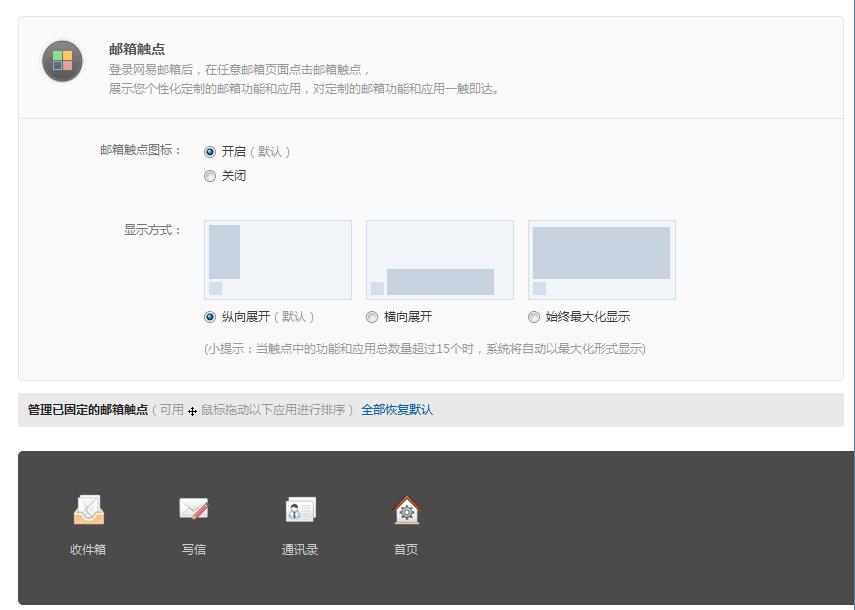 邮箱触点
登录网易邮箱后，在任意邮箱页面点击邮箱触点，
展示您个性化定制的邮箱功能和应用，对定制的邮箱功能和应用一触即达。
邮箱触点图标： 开启（默认）
关闭
显示方式：
纵向展开（默认） 横向展开 始终最大化显示
(小提示：当触点中的功能和应用总数量超过15个时，系统将自动以最大化形式显示)
管理已固定的邮箱触点（可用 鼠标拖动以下应用进行排序） 全部恢复默认
收件箱 写信 通讯录 首页